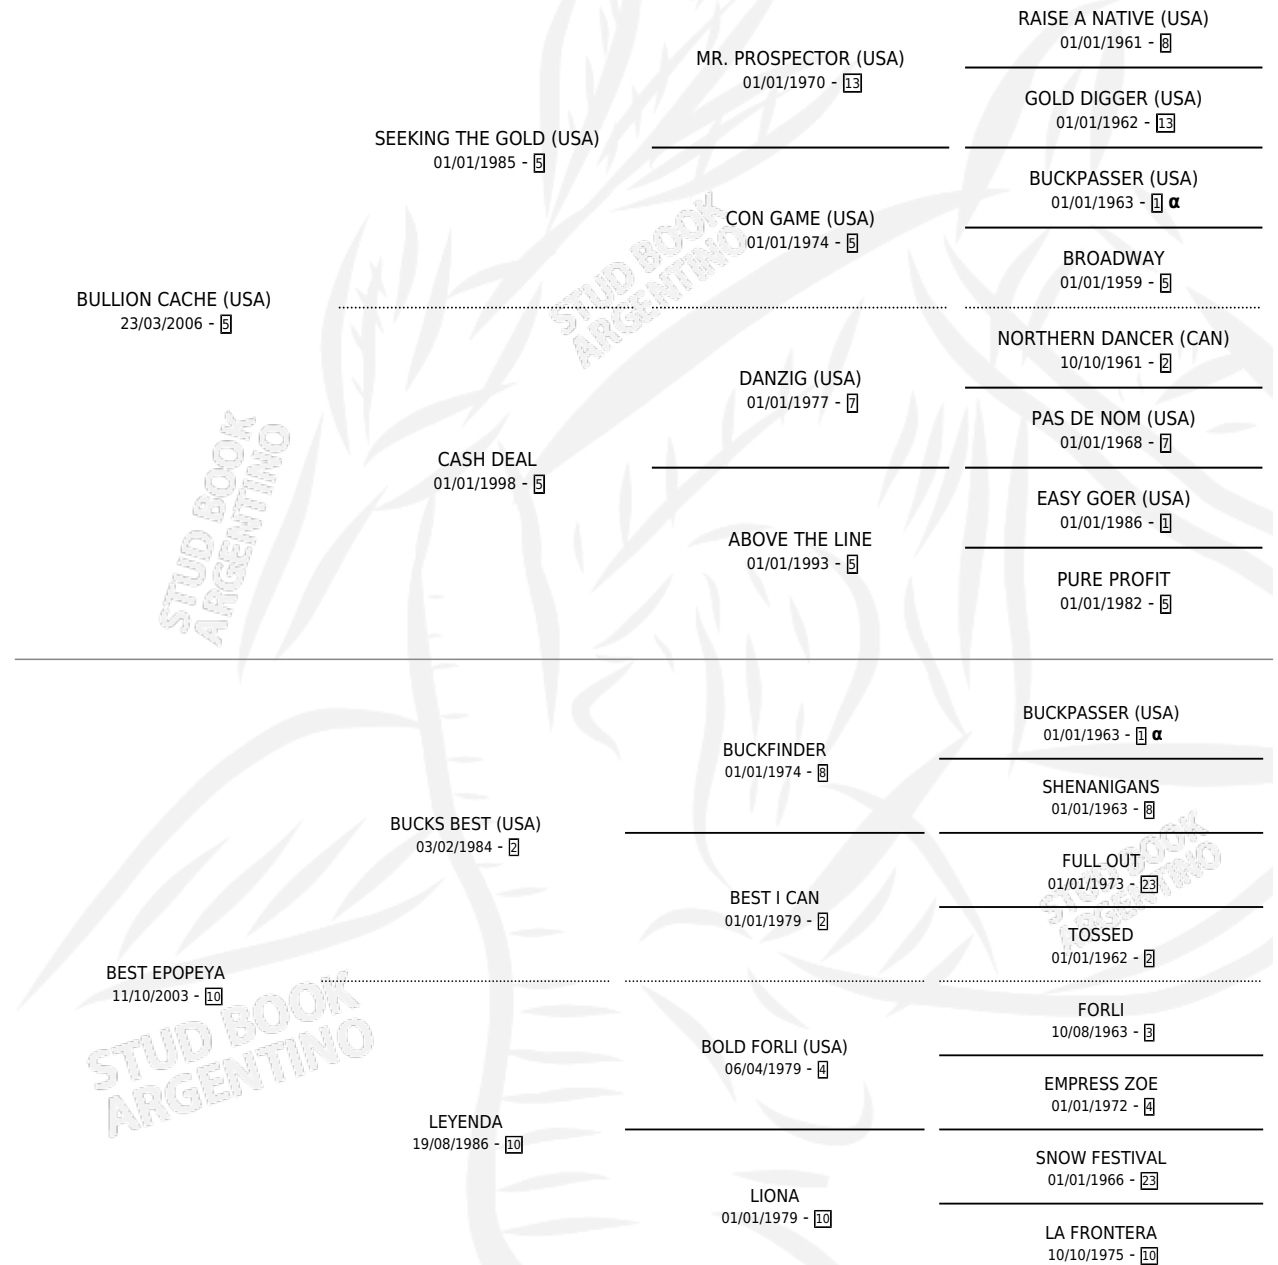 RAISE A NATIVE (USA)
01/01/1961 - 8
MR. PROSPECTOR (USA)
01/01/1970 - 13
GOLD DIGGER (USA)
01/01/1962 - 13
SEEKING THE GOLD (USA)
01/01/1985 - 5
BUCKPASSER (USA)
01/01/1963 - 1 α
CON GAME (USA)
01/01/1974 - 5
BROADWAY
01/01/1959 - 5
BULLION CACHE (USA)
23/03/2006 - 5
NORTHERN DANCER (CAN)
10/10/1961 - 2
DANZIG (USA)
01/01/1977 - 7
PAS DE NOM (USA)
01/01/1968 - 7
CASH DEAL
01/01/1998 - 5
EASY GOER (USA)
01/01/1986 - 1
ABOVE THE LINE
01/01/1993 - 5
PURE PROFIT
01/01/1982 - 5
BUCKPASSER (USA)
01/01/1963 - 1 α
BUCKFINDER
01/01/1974 - 8
SHENANIGANS
01/01/1963 - 8
BUCKS BEST (USA)
03/02/1984 - 2
FULL OUT
01/01/1973 - 23
BEST I CAN
01/01/1979 - 2
TOSSED
01/01/1962 - 2
BEST EPOPEYA
11/10/2003 - 10
FORLI
10/08/1963 - 3
BOLD FORLI (USA)
06/04/1979 - 4
EMPRESS ZOE
01/01/1972 - 4
LEYENDA
19/08/1986 - 10
SNOW FESTIVAL
01/01/1966 - 23
LIONA
01/01/1979 - 10
LA FRONTERA
10/10/1975 - 10
STUD BOOK
ARGENTINO
STUD BOOK
ARGENTINO
STUD BOOK
ARGENTINO
STUD BOOK
ARGENTINO